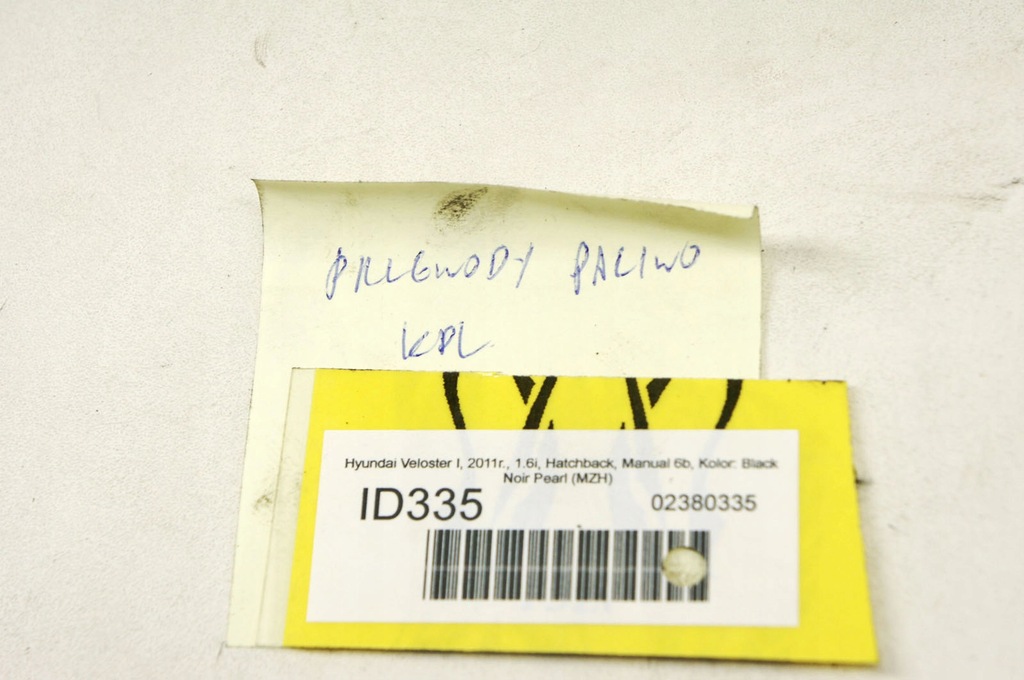 PRZEWODY PALIWO
KPL
Hyundai Veloster I, 2011r., 1.6i, Hatchback, Manual 6b, Kolor: Black
Noir Pearl (MZH)
ID335 02380335